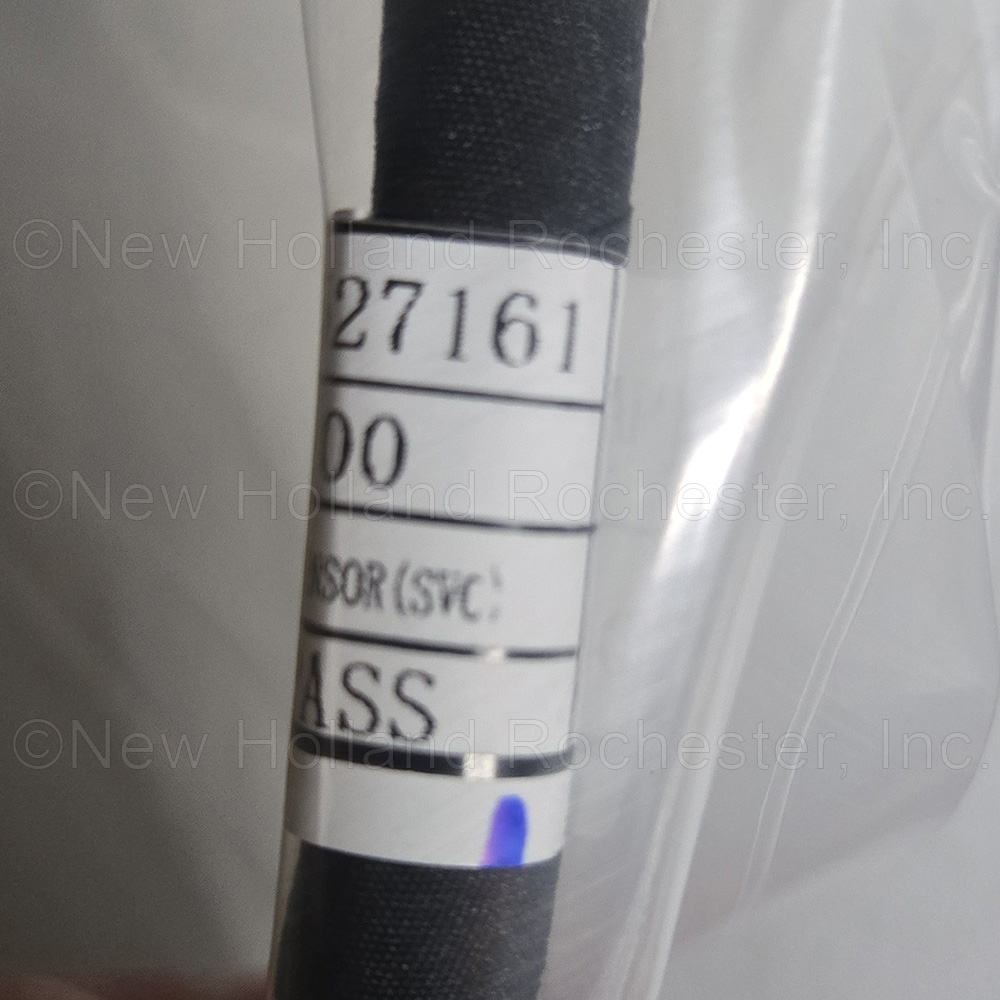 ©New Holland Rochester, Inc.
27161
00
©New Holland Rochester, Inc.
NSOR(SVC)
ASS
©New Holland Rochester, Inc.